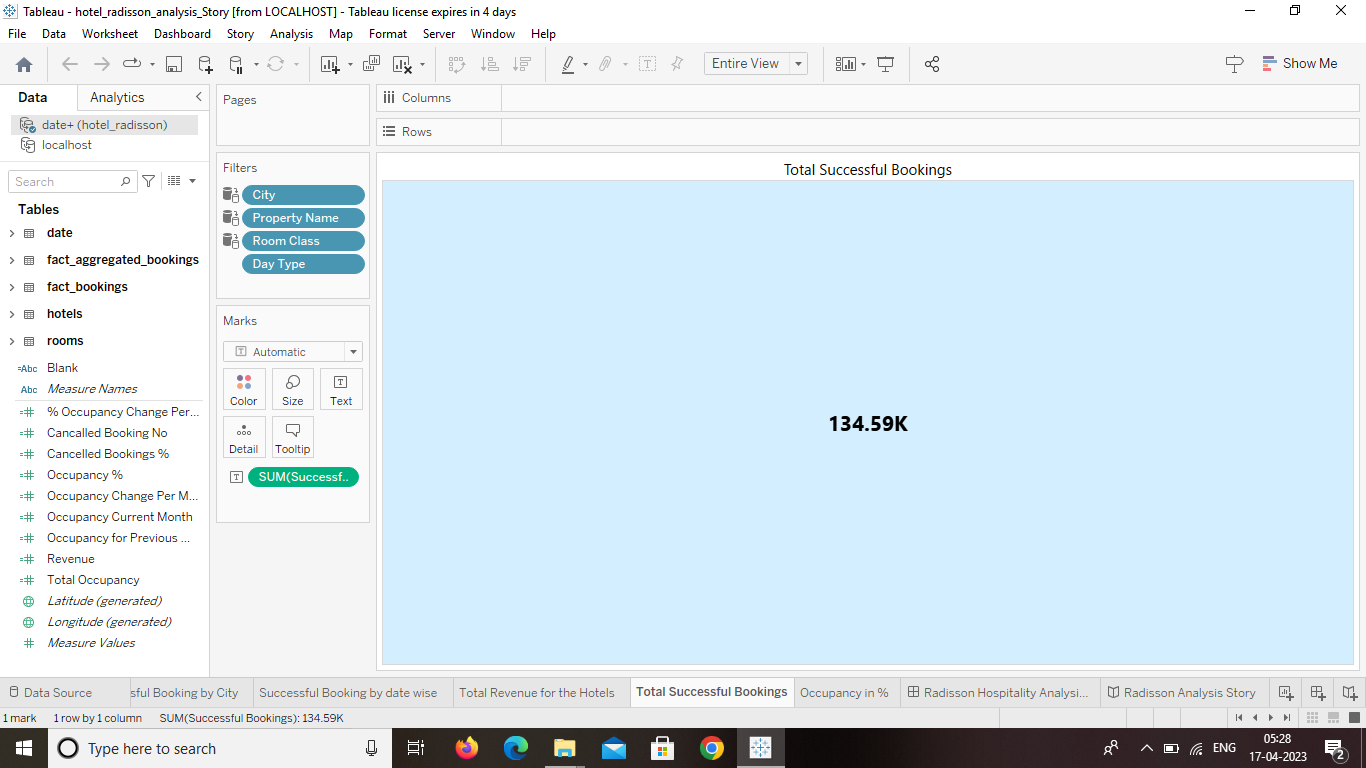 Tableau - hotel_radisson_analysis_Story [from LOCALHOST] - Tableau license expires in 4 days
File Data Worksheet Dashboard Story Analysis Map Format Server Window Help
Entire View
Show Me
Data Analytics
date+ (hotel_radisson)
localhost
Search
Tables
date
fact_aggregated_bookings
fact_bookings
hotels
rooms
=Abc Blank
Abc Measure Names
=# % Occupancy Change Per...
=# Cancelled Booking No
=# Cancelled Bookings %
=# Occupancy %
=# Occupancy Change Per M...
=# Occupancy Current Month
=# Occupancy for Previous ...
=# Revenue
=# Total Occupancy
Latitude (generated)
Longitude (generated)
# Measure Values
Pages
Filters
City
Property Name
Room Class
Day Type
Marks
T Automatic
Color Size T Text
Detail Tooltip
T SUM(Successf..
Columns
Rows
Total Successful Bookings
134.59K
Data Source sful Booking by City Successful Booking by date wise Total Revenue for the Hotels Total Successful Bookings Occupancy in % Radisson Hospitality Analysi... Radisson Analysis Story
1 mark 1 row by 1 column SUM(Successful Bookings): 134.59K
Type here to search
ENG
05:28
17-04-2023
2